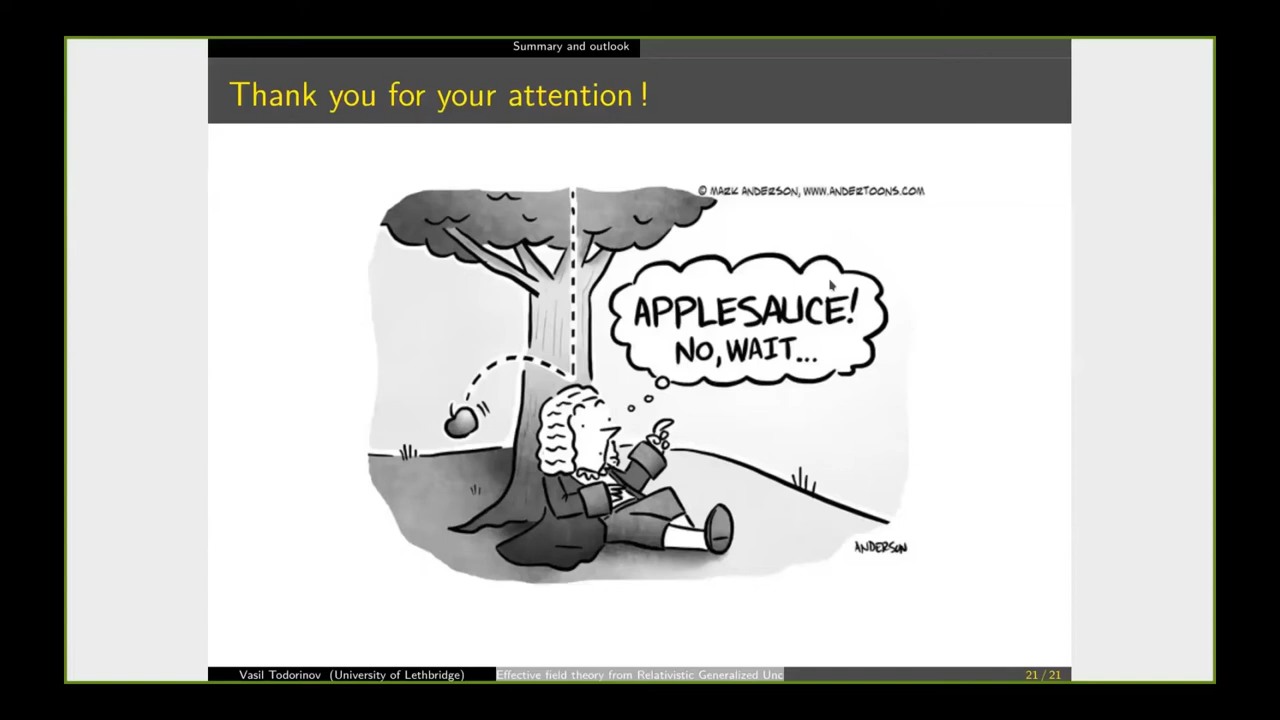 Summary and outlook
Thank you for your attention !
© MARK ANDERSON, WWW.ANDERTOONS.COM
APPLESAUCE!
NO, WAIT...
ANDERSON
Vasil Todorinov (University of Lethbridge)
Effective field theory from Relativistic Generalized Unc
21 / 21